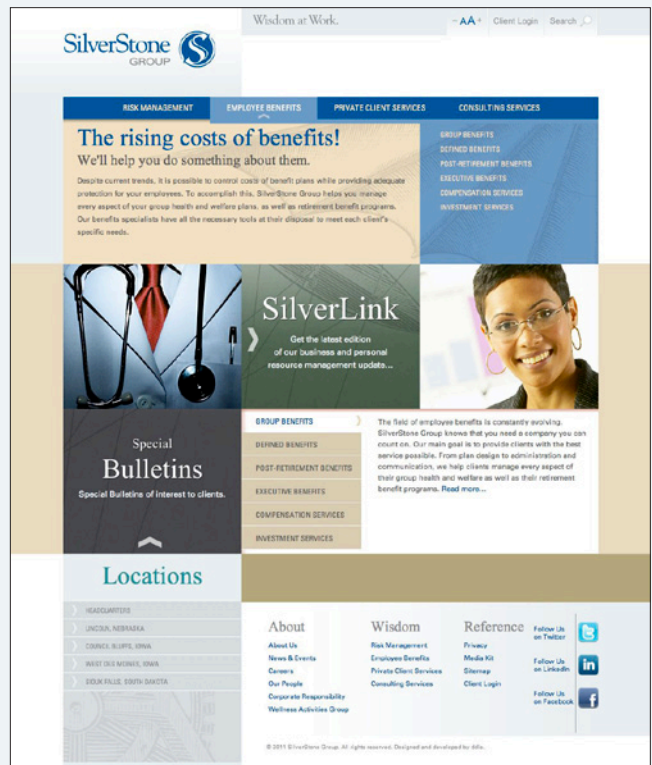 SilverStone
GROUP
Wisdom at Work.
- AA+
Client Login
Search
RISK MANAGEMENT
EMPLOYEE BENEFITS
PRIVATE CLIENT SERVICES
CONSULTING SERVICES
The rising costs of benefits!
We'll help you do something about them.
Despite current trends, it is possible to control costs of benefit plans while providing adequate
protection for your employees. To accomplish this, SilverStone Group helps you manage
every aspect of your group health and welfare plans, as well as retirement benefit programs.
Our benefits specialists have all the necessary tools at their disposal to meet each client's
specific needs.
GROUP BENEFITS
DEFINED BENEFITS
POST-RETIREMENT BENEFITS
EXECUTIVE BENEFITS
COMPENSATION SERVICES
INVESTMENT SERVICES
SilverLink
Get the latest edition
of our business and personal
resource management update...
Special
Bulletins
Special Bulletins of interest to clients.
GROUP BENEFITS
DEFINED BENEFITS
POST-RETIREMENT BENEFITS
EXECUTIVE BENEFITS
COMPENSATION SERVICES
INVESTMENT SERVICES
The field of employee benefits is constantly evolving.
SilverStone Group knows that you need a company you can
count on. Our main goal is to provide clients with the best
service possible. From plan design to administration and
communication, we help clients manage every aspect of
their group health and welfare as well as their retirement
benefit programs. Read more...
Locations
HEADQUARTERS
LINCOLN, NEBRASKA
COUNCIL BLUFFS, IOWA
WEST DES MOINES, IOWA
SIOUX FALLS, SOUTH DAKOTA
About
About Us
News & Events
Careers
Our People
Corporate Responsibility
Wellness Activities Group
Wisdom
Risk Management
Employee Benefits
Private Client Services
Consulting Services
Reference
Privacy
Media Kit
Sitemap
Client Login
Follow Us
on Twitter
Follow Us
on LinkedIn
in
Follow Us
on Facebook
f
© 2011 SilverStone Group. All rights reserved. Designed and developed by